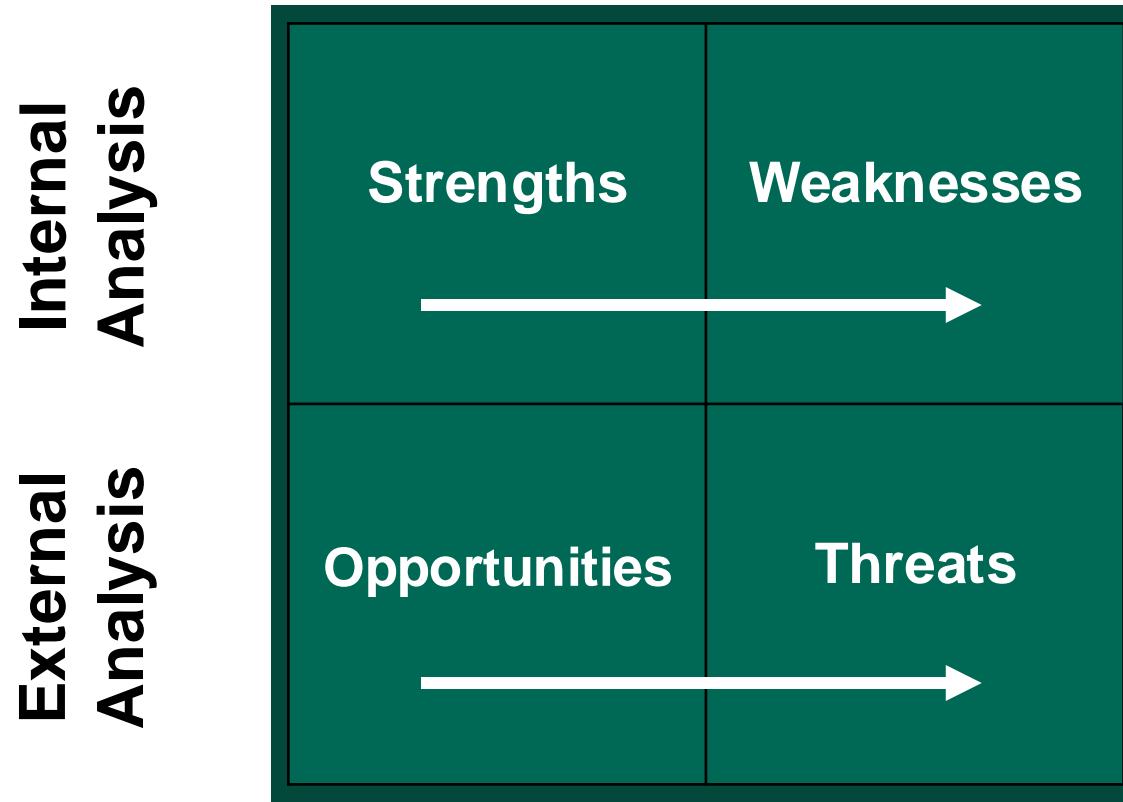 Internal
Analysis
Strengths
Weaknesses
External
Analysis
Opportunities
Threats